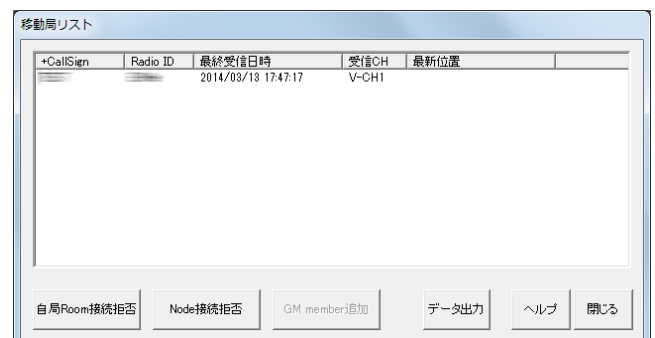 移動局リスト
+CallSign Radio ID 最終受信日時 受信CH 最新位置
2014/03/13 17:47:17 V-CH1
自局Room接続拒否 Node接続拒否 GM member追加 データ出力 ヘルプ 閉じる